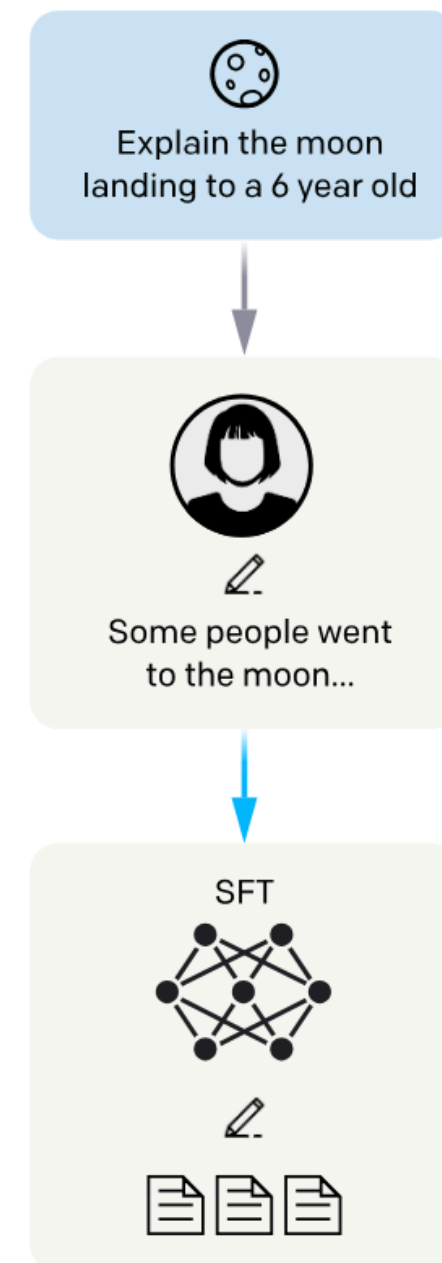 Explain the moon
landing to a 6 year old
Some people went
to the moon...
SFT